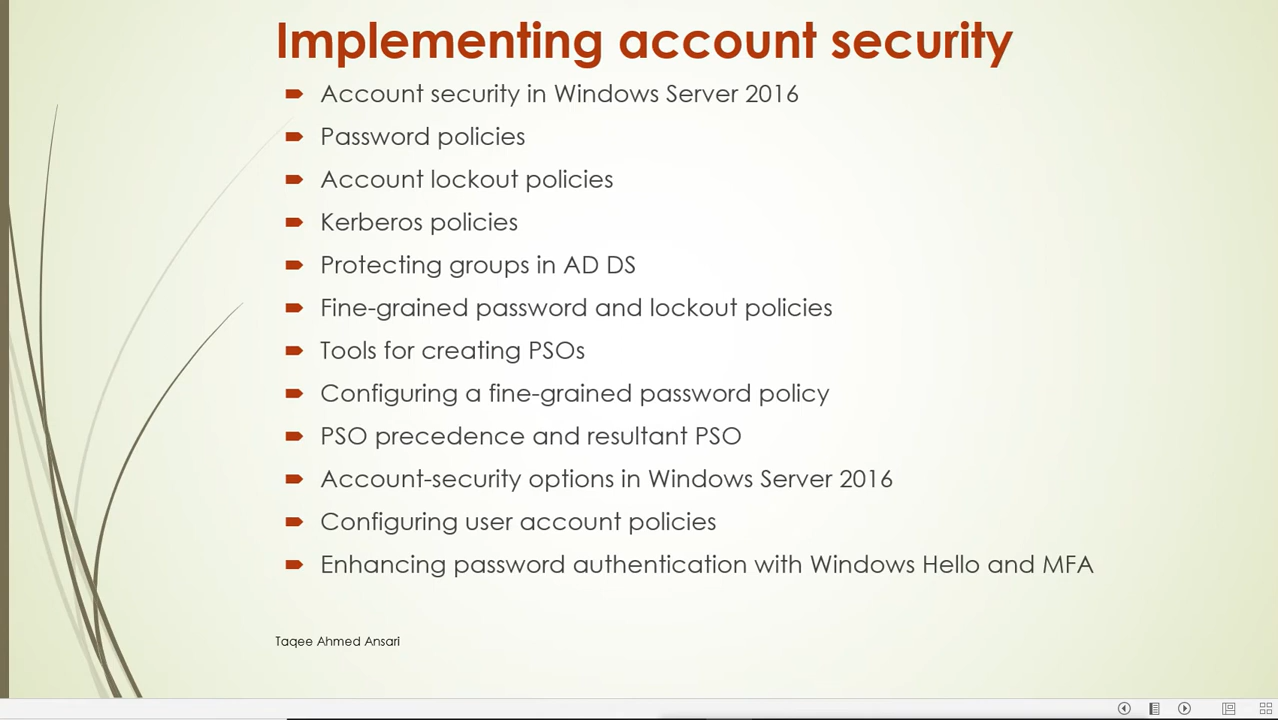 Implementing account security
Account security in Windows Server 2016
Password policies
Account lockout policies
Kerberos policies
Protecting groups in AD DS
Fine-grained password and lockout policies
Tools for creating PSOs
Configuring a fine-grained password policy
PSO precedence and resultant PSO
Account-security options in Windows Server 2016
Configuring user account policies
Enhancing password authentication with Windows Hello and MFA
Taqee Ahmed Ansari